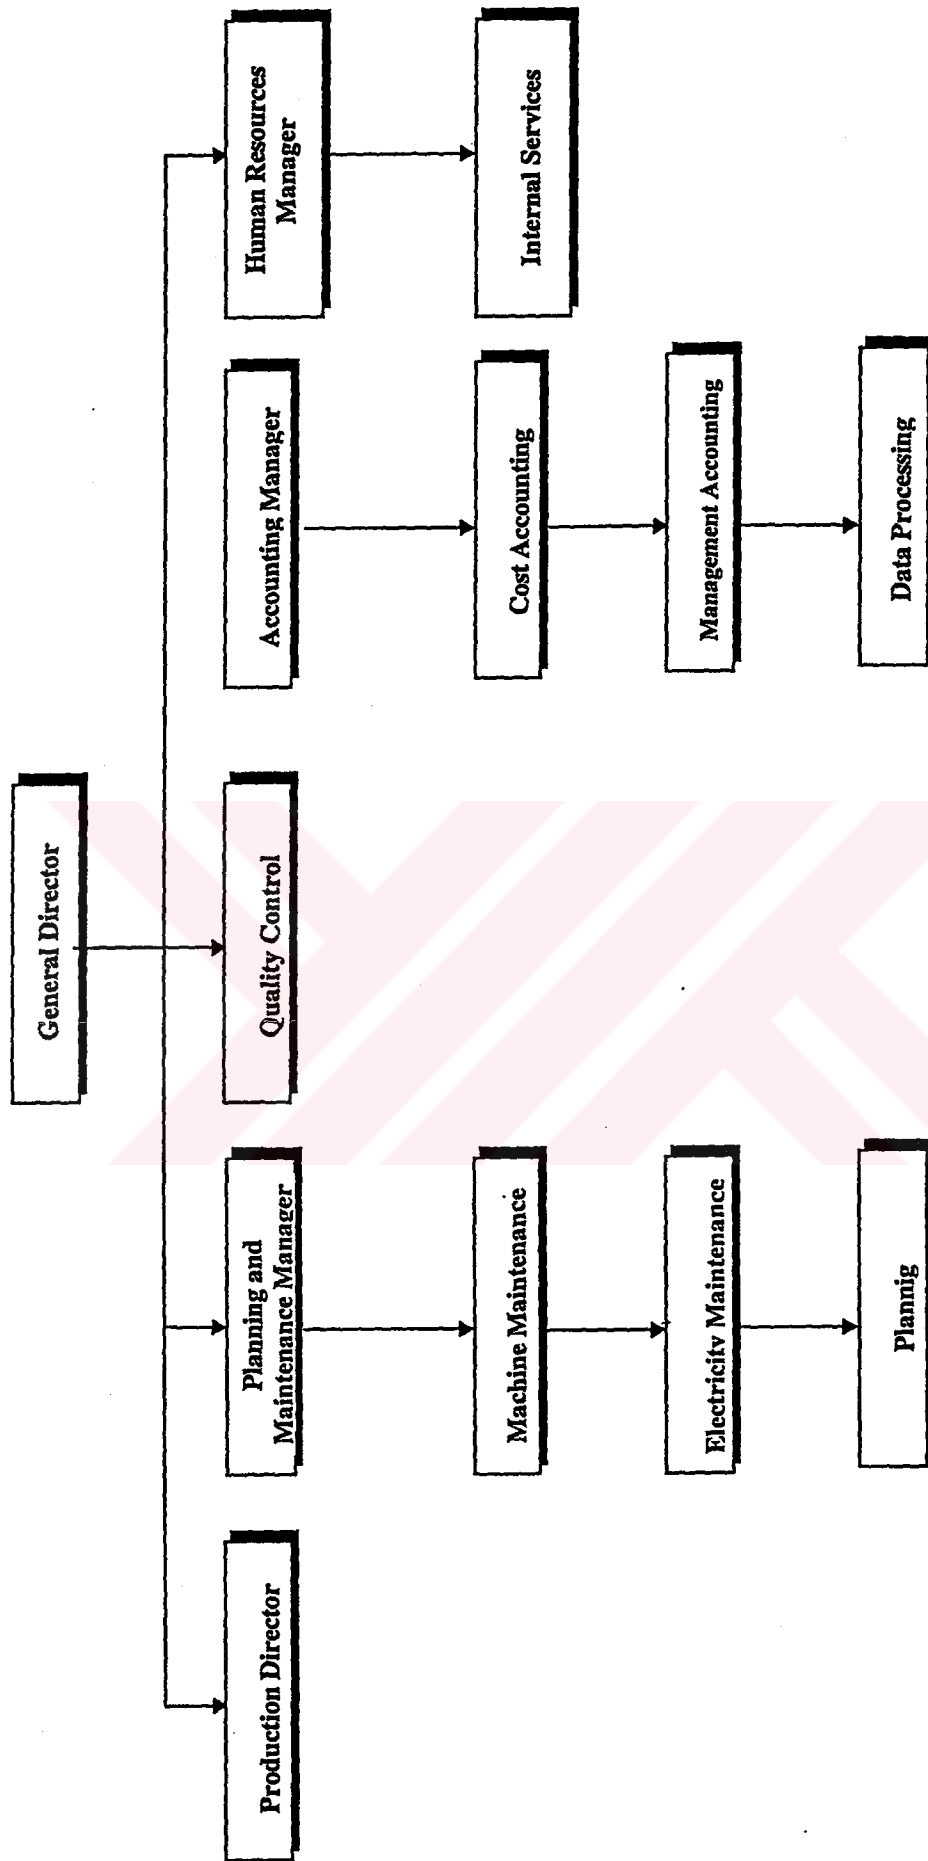 General Director
Production Director
Planning and
Maintenance Manager
Quality Control
Accounting Manager
Human Resources
Manager
Machine Maintenance
Cost Accounting
Internal Services
Electricity Maintenance
Management Accounting
Plannig
Data Processing